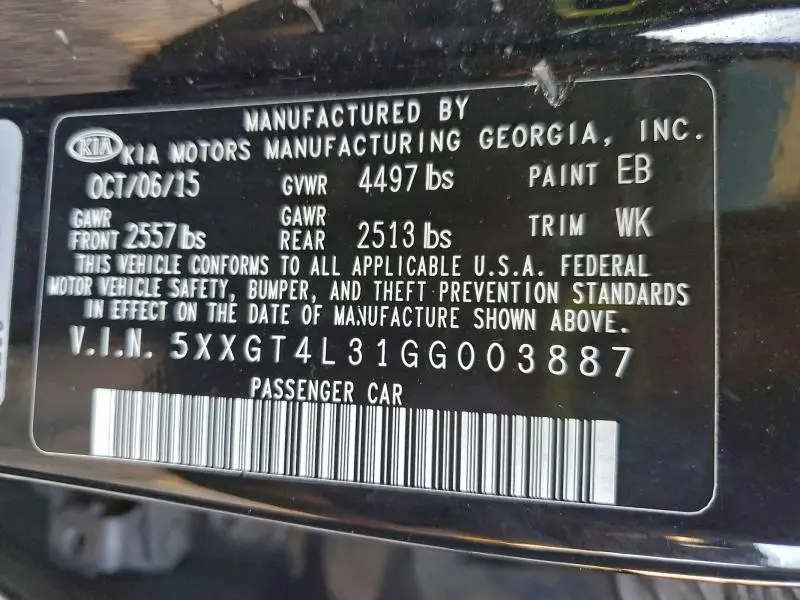 MANUFACTURED BY
KIA KIA MOTORS MANUFACTURING GEORGIA, INC.
OCT/06/15 GVWR 4497 lbs PAINT EB
GAWR FRONT 2557 lbs GAWR REAR 2513 lbs TRIM WK
THIS VEHICLE CONFORMS TO ALL APPLICABLE U.S.A. FEDERAL
MOTOR VEHICLE SAFETY, BUMPER, AND THEFT PREVENTION STANDARDS
IN EFFECT ON THE DATE OF MANUFACTURE SHOWN ABOVE.
V.I.N. 5XXGT4L31GG003887
PASSENGER CAR